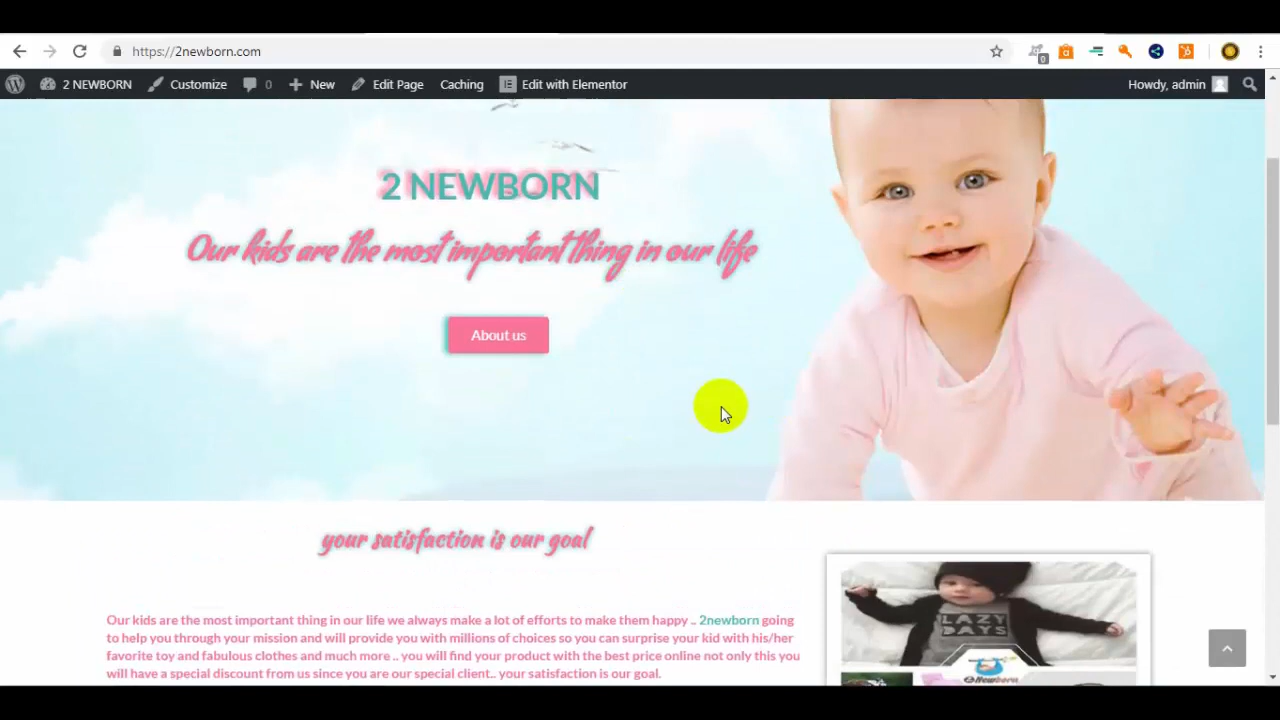 https://2newborn.com
0
2 NEWBORN
Customize
0
New
Edit Page
Caching
Edit with Elementor
Howdy, admin
2 NEWBORN
Our kids are the most important thing in our life
About us
your satisfaction is our goal
Our kids are the most important thing in our life we always make a lot of efforts to make them happy .. 2newborn going
to help you through your mission and will provide you with millions of choices so you can surprise your kid with his/her
favorite toy and fabulous clothes and much more .. you will find your product with the best price online not only this you
will have a special discount from us since you are our special client.. your satisfaction is our goal.
LAZY
DAYS
2Newborn